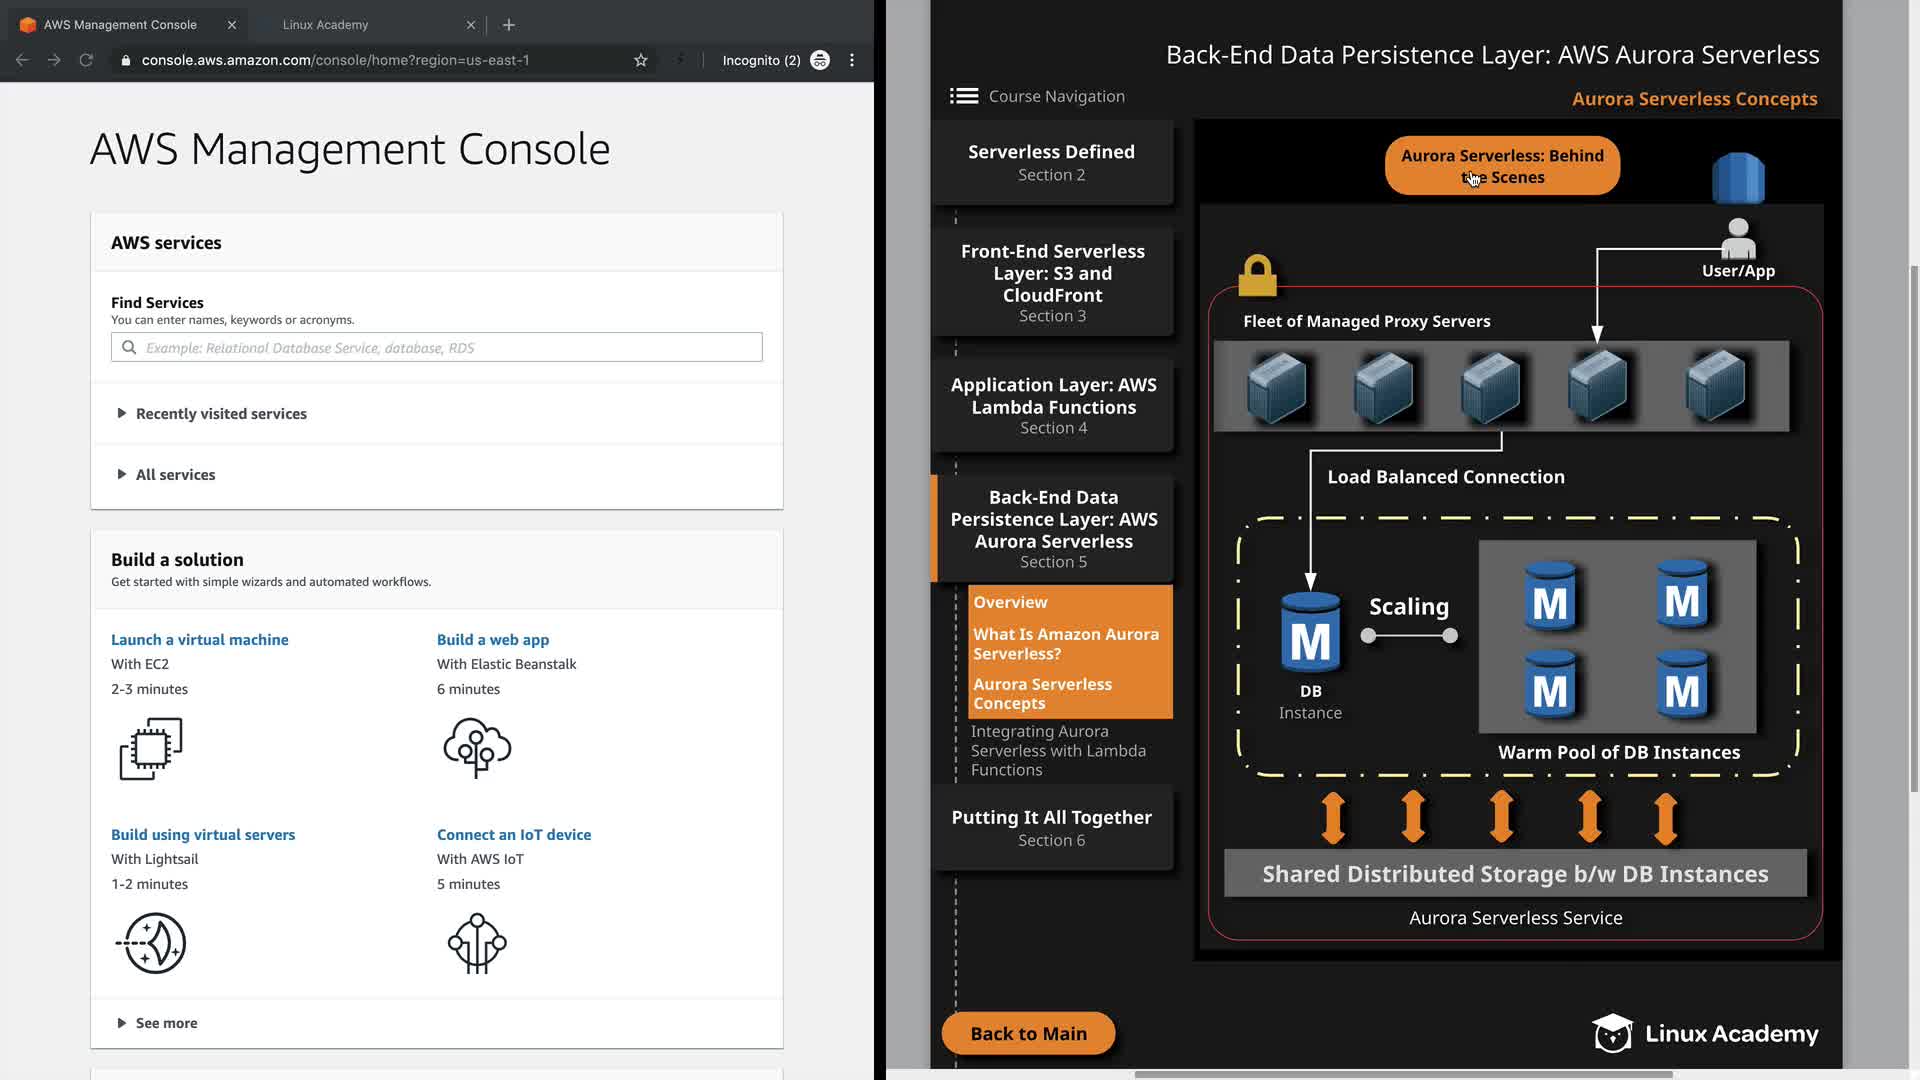 AWS Management Console
Linux Academy
console.aws.amazon.com/console/home?region=us-east-1
Incognito (2)
AWS Management Console
AWS services
Find Services
You can enter names, keywords or acronyms.
Example: Relational Database Service, database, RDS
Recently visited services
All services
Build a solution
Get started with simple wizards and automated workflows.
Launch a virtual machine
With EC2
2-3 minutes
Build a web app
With Elastic Beanstalk
6 minutes
Build using virtual servers
With Lightsail
1-2 minutes
Connect an IoT device
With AWS IoT
5 minutes
See more
Back-End Data Persistence Layer: AWS Aurora Serverless
Course Navigation
Aurora Serverless Concepts
Serverless Defined
Section 2
Front-End Serverless
Layer: S3 and
CloudFront
Section 3
Application Layer: AWS
Lambda Functions
Section 4
Back-End Data
Persistence Layer: AWS
Aurora Serverless
Section 5
Overview
What Is Amazon Aurora
Serverless?
Aurora Serverless
Concepts
Integrating Aurora
Serverless with Lambda
Functions
Putting It All Together
Section 6
Back to Main
Aurora Serverless: Behind
the Scenes
User/App
Fleet of Managed Proxy Servers
Load Balanced Connection
M
DB
Instance
Scaling
M
M
M
M
Warm Pool of DB Instances
Shared Distributed Storage b/w DB Instances
Aurora Serverless Service
Linux Academy